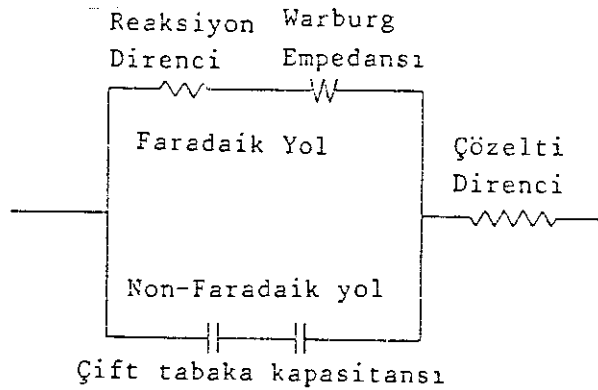 Reaksiyon
Direnci
Warburg
Empedansı
Faradaik Yol
Çözelti
Direnci
Non-Faradaik yol
Çift tabaka kapasitansı